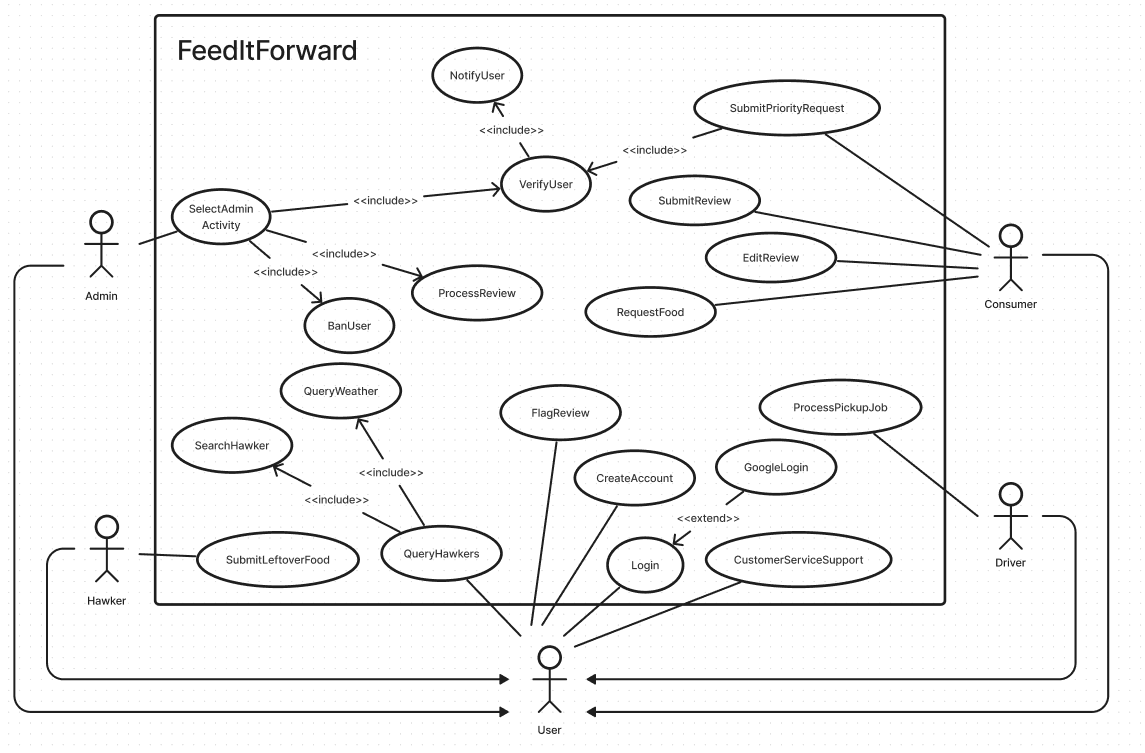 FeedItForward
NotifyUser
SubmitPriorityRequest
<<include>>
<<include>>
VerifyUser
<<include>>
SubmitReview
SelectAdmin
Activity
<<include>>
EditReview
<<include>>
ProcessReview
Admin
Consumer
RequestFood
BanUser
QueryWeather
FlagReview
ProcessPickupJob
SearchHawker
GoogleLogin
<<include>>
CreateAccount
<<include>>
<<extend>>
QueryHawkers
SubmitLeftoverFood
Login
CustomerServiceSupport
Driver
Hawker
User